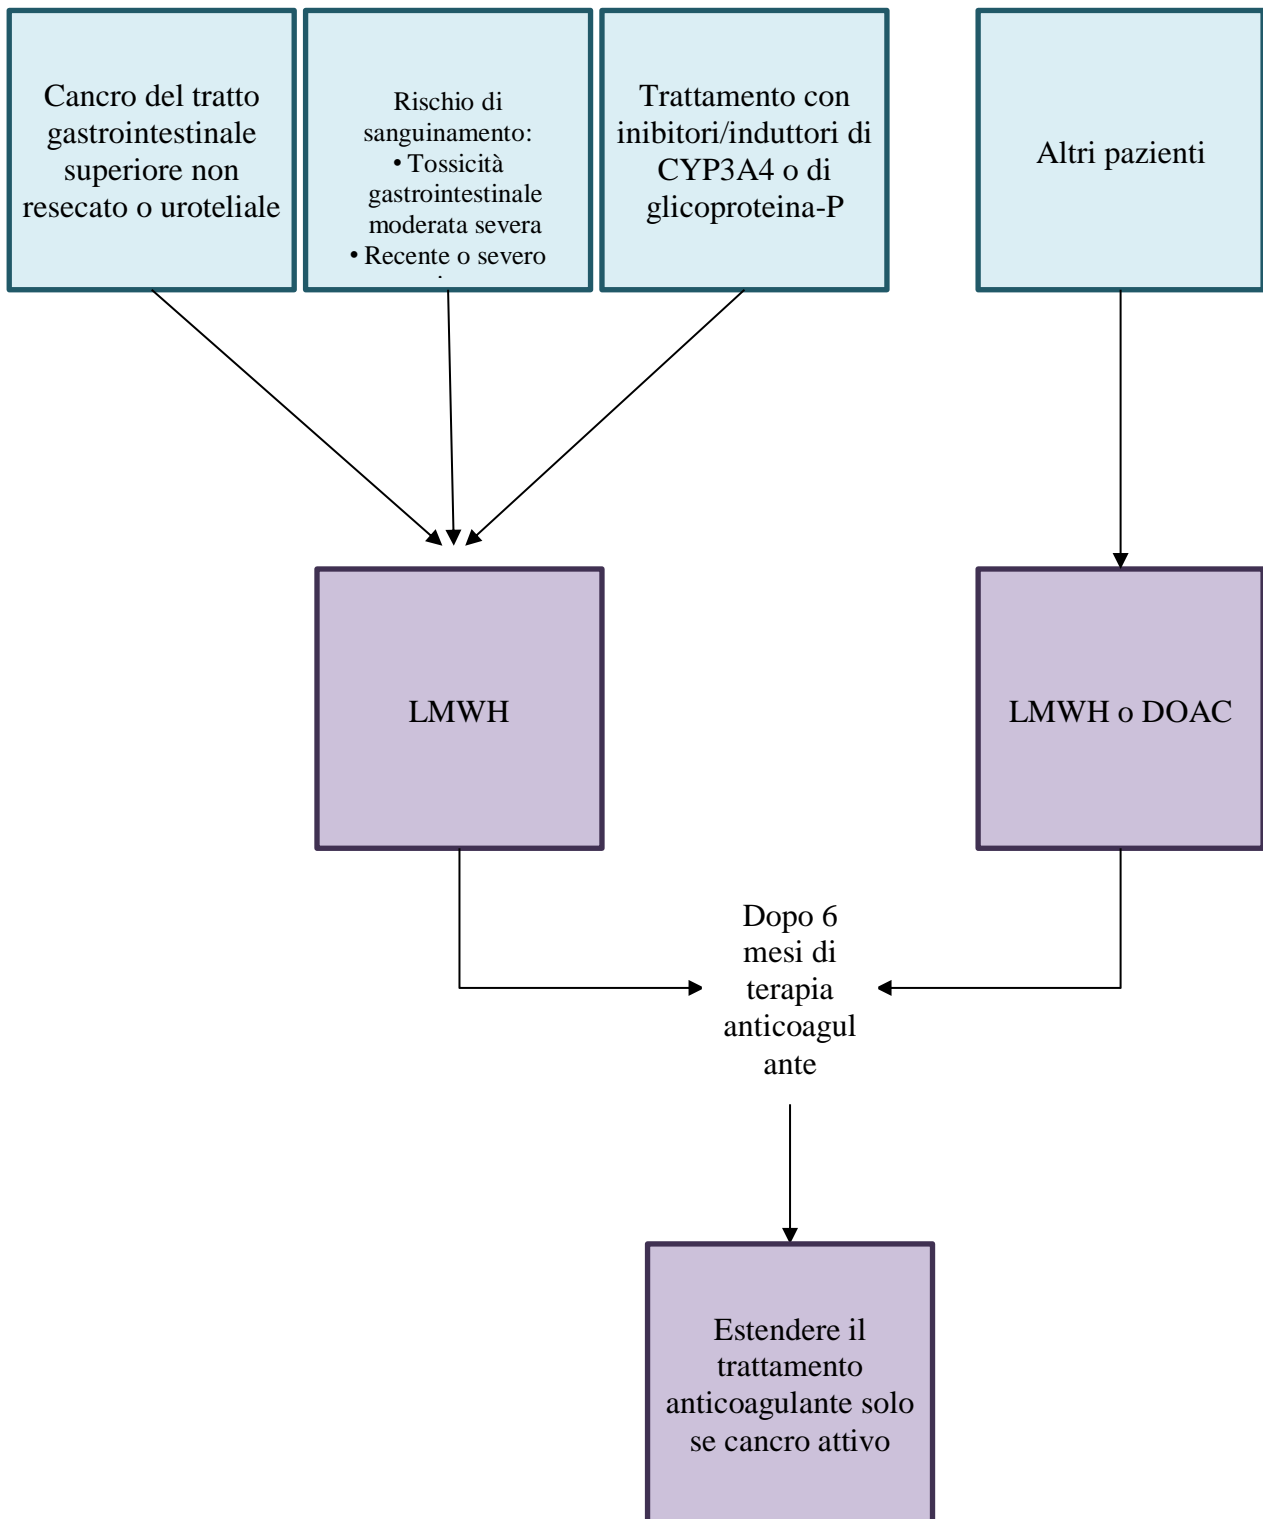 Cancro del tratto
gastrointestinale
superiore non
resecato o uroteliale
Rischio di
sanguinamento:
• Tossicità
gastrointestinale
moderata severa
• Recente o severo
Trattamento con
inibitori/induttori di
CYP3A4 o di
glicoproteina-P
Altri pazienti
LMWH
LMWH o DOAC
Dopo 6
mesi di
terapia
anticoagul
ante
Estendere il
trattamento
anticoagulante solo
se cancro attivo